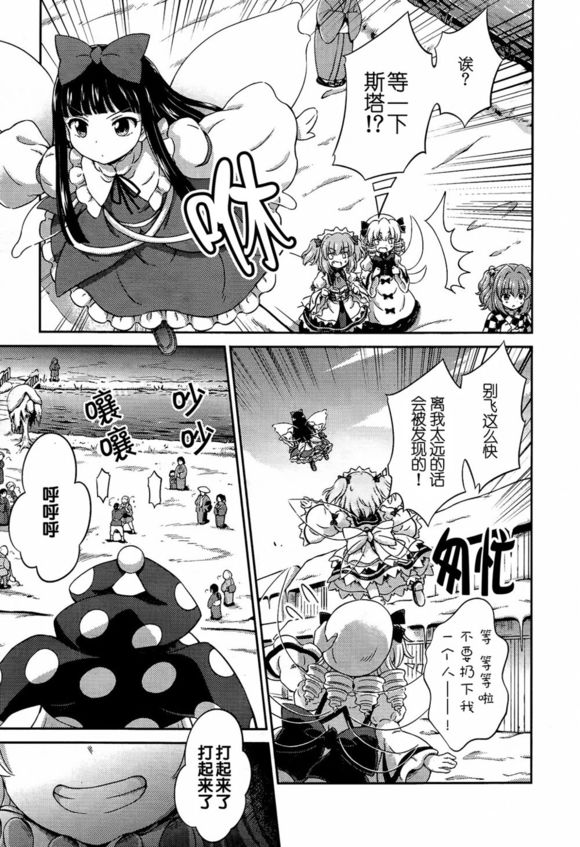 诶？
等一下
斯塔！？
咻
别飞这么快
离我太远的话
会被发现的！
匆忙
等 等等啦
不要扔下我
一个人——！
吵吵
嚷嚷
呼呼呼
打起来了
打起来了